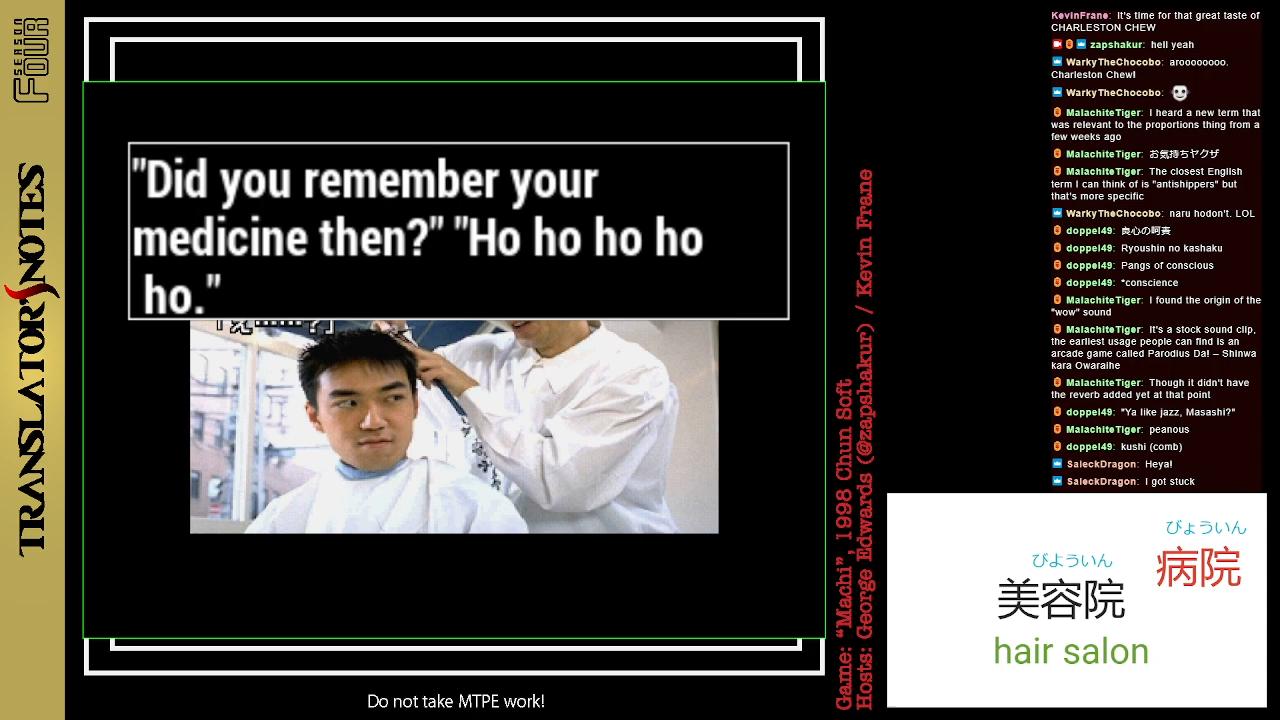 SEASON
FOUR
TRANSLATOR'S NOTES
"Did you remember your
medicine then?" "Ho ho ho ho
ho."
「え……？」
Do not take MTPE work!
Game: "Machi", 1998 Chun Soft
Hosts: George Edwards (@zapshakur) / Kevin Frane
KevinFrane: It's time for that great taste of
CHARLESTON CHEW
zapshakur: hell yeah
WarkyTheChocobo: arooooooo.
Charleston Chew!
WarkyTheChocobo:
MalachiteTiger: I heard a new term that
was relevant to the proportions thing from a
few weeks ago
MalachiteTiger: お気持ちヤクザ
MalachiteTiger: The closest English
term I can think of is "antishippers" but
that's more specific
WarkyTheChocobo: naru hodon't. LOL
doppel49: 良心の呵責
doppel49: Ryoushin no kashaku
doppel49: Pangs of conscious
doppel49: *conscience
MalachiteTiger: I found the origin of the
"wow" sound
MalachiteTiger: It's a stock sound clip,
the earliest usage people can find is an
arcade game called Parodius Da! - Shinwa
kara Owaraihe
MalachiteTiger: Though it didn't have
the reverb added yet at that point
doppel49: "Ya like jazz, Masashi?"
MalachiteTiger: peanous
doppel49: kushi (comb)
SaleckDragon: Heya!
SaleckDragon: I got stuck
びょういん
病院
びよういん
美容院
hair salon